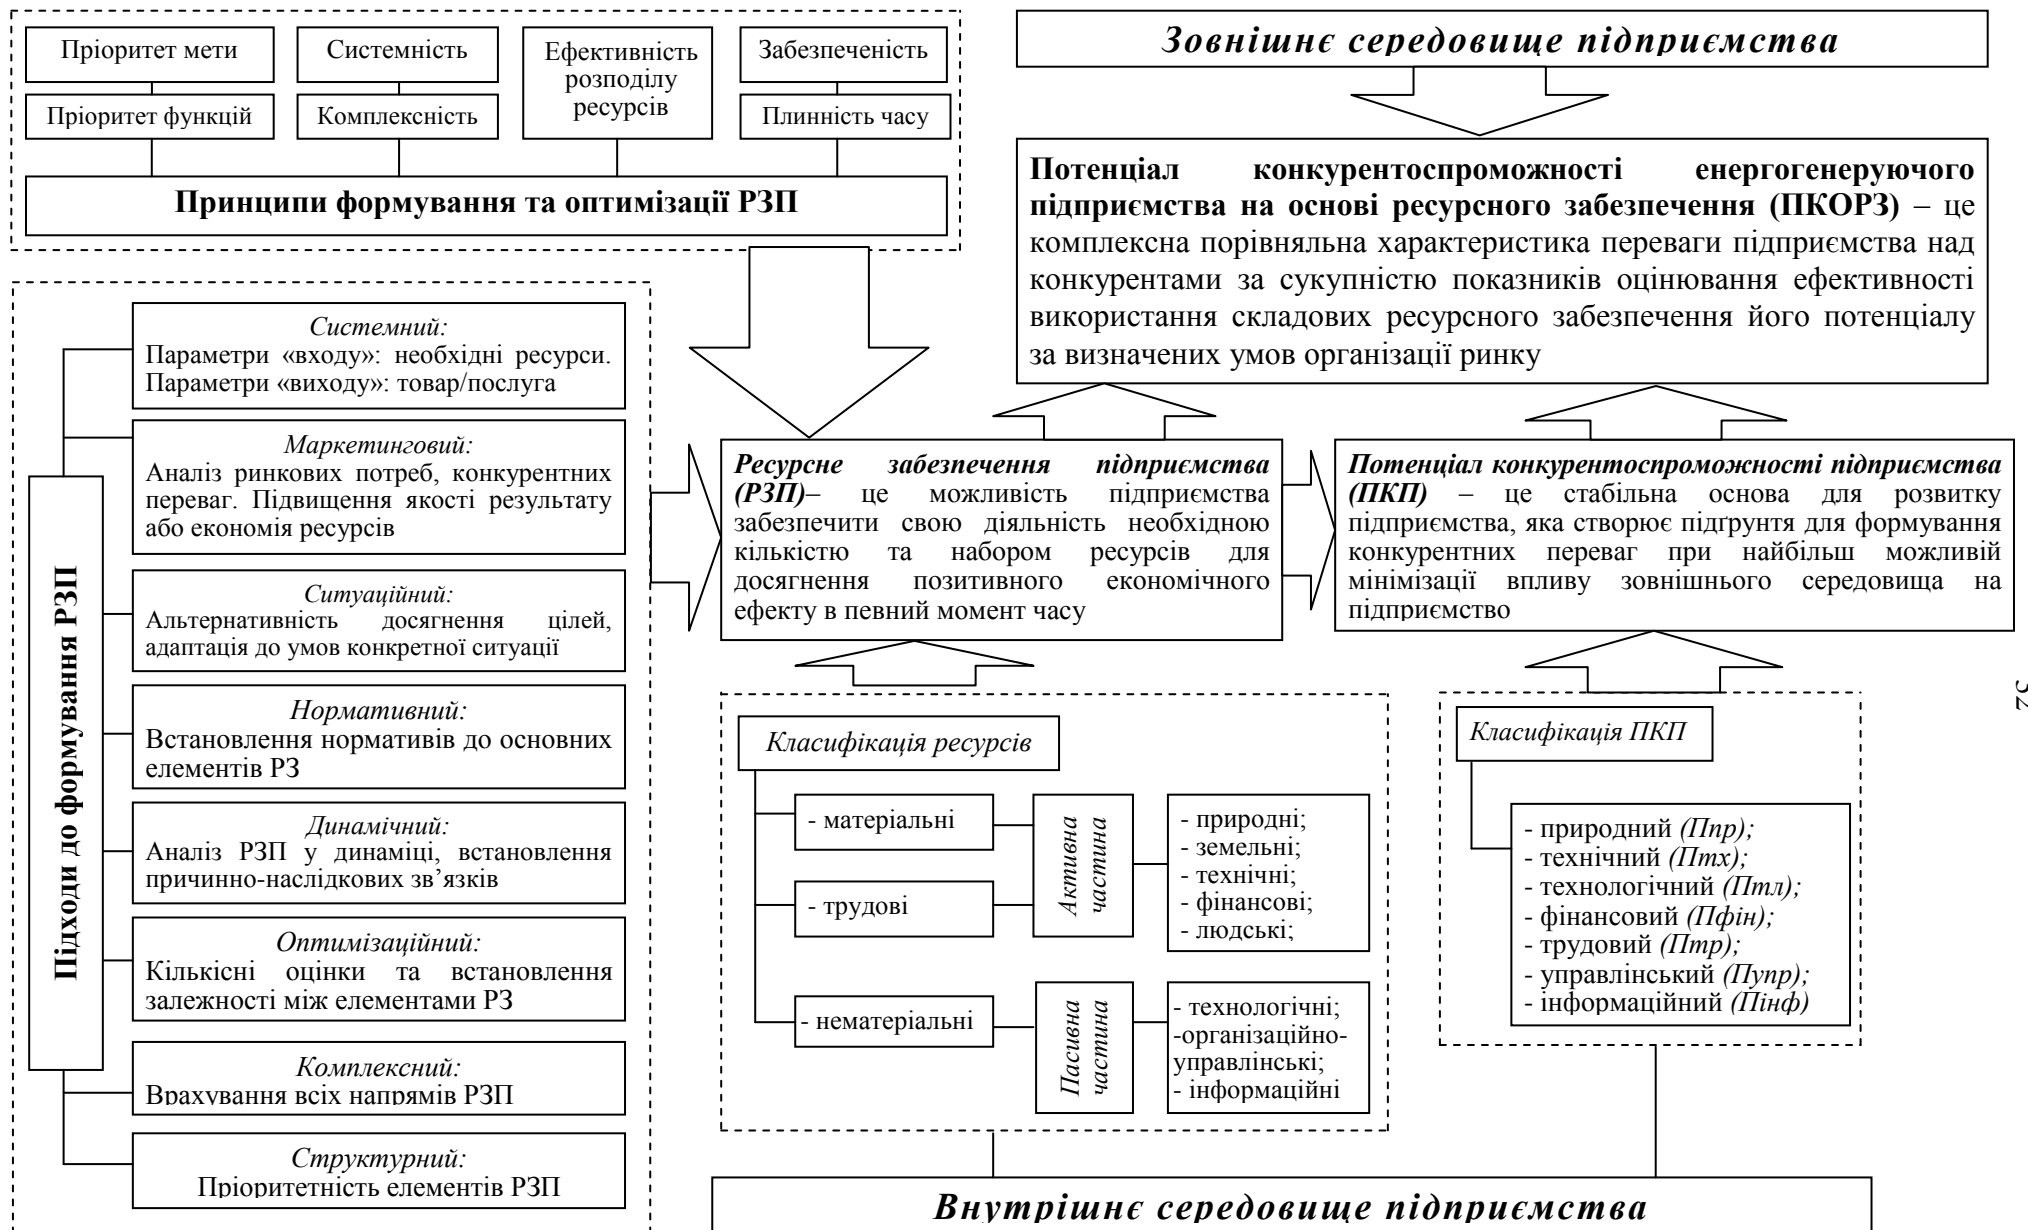 Пріоритет мети
Пріоритет функцій
Системність
Комплексність
Ефективність
розподілу
ресурсів
Забезпеченість
Плинність часу
Принципи формування та оптимізації РЗП
Зовнішнє середовище підприємства
Потенціал конкурентоспроможності енергогенеруючого
підприємства на основі ресурсного забезпечення (ПКОРЗ) – це
комплексна порівняльна характеристика переваги підприємства над
конкурентами за сукупністю показників оцінювання ефективності
використання складових ресурсного забезпечення його потенціалу
за визначених умов організації ринку
Підходи до формування РЗП
Системний:
Параметри «входу»: необхідні ресурси.
Параметри «виходу»: товар/послуга
Маркетинговий:
Аналіз ринкових потреб, конкурентних
переваг. Підвищення якості результату
або економія ресурсів
Ситуаційний:
Альтернативність досягнення цілей,
адаптація до умов конкретної ситуації
Нормативний:
Встановлення нормативів до основних
елементів РЗ
Динамічний:
Аналіз РЗП у динаміці, встановлення
причинно-наслідкових зв’язків
Оптимізаційний:
Кількісні оцінки та встановлення
залежності між елементами РЗ
Комплексний:
Врахування всіх напрямів РЗП
Структурний:
Пріоритетність елементів РЗП
Ресурсне забезпечення підприємства
(РЗП)– це можливість підприємства
забезпечити свою діяльність необхідною
кількістю та набором ресурсів для
досягнення позитивного економічного
ефекту в певний момент часу
Потенціал конкурентоспроможності підприємства
(ПКП) – це стабільна основа для розвитку
підприємства, яка створює підґрунтя для формування
конкурентних переваг при найбільш можливій
мінімізації впливу зовнішнього середовища на
підприємство
Класифікація ресурсів
- матеріальні
- трудові
- нематеріальні
Активна
частина
Пасивна
частина
- природні;
- земельні;
- технічні;
- фінансові;
- людські;
- технологічні;
-організаційно-
управлінські;
- інформаційні
Класифікація ПКП
- природний (Ппр);
- технічний (Птх);
- технологічний (Птл);
- фінансовий (Пфін);
- трудовий (Птр);
- управлінський (Пупр);
- інформаційний (Пінф)
Внутрішнє середовище підприємства